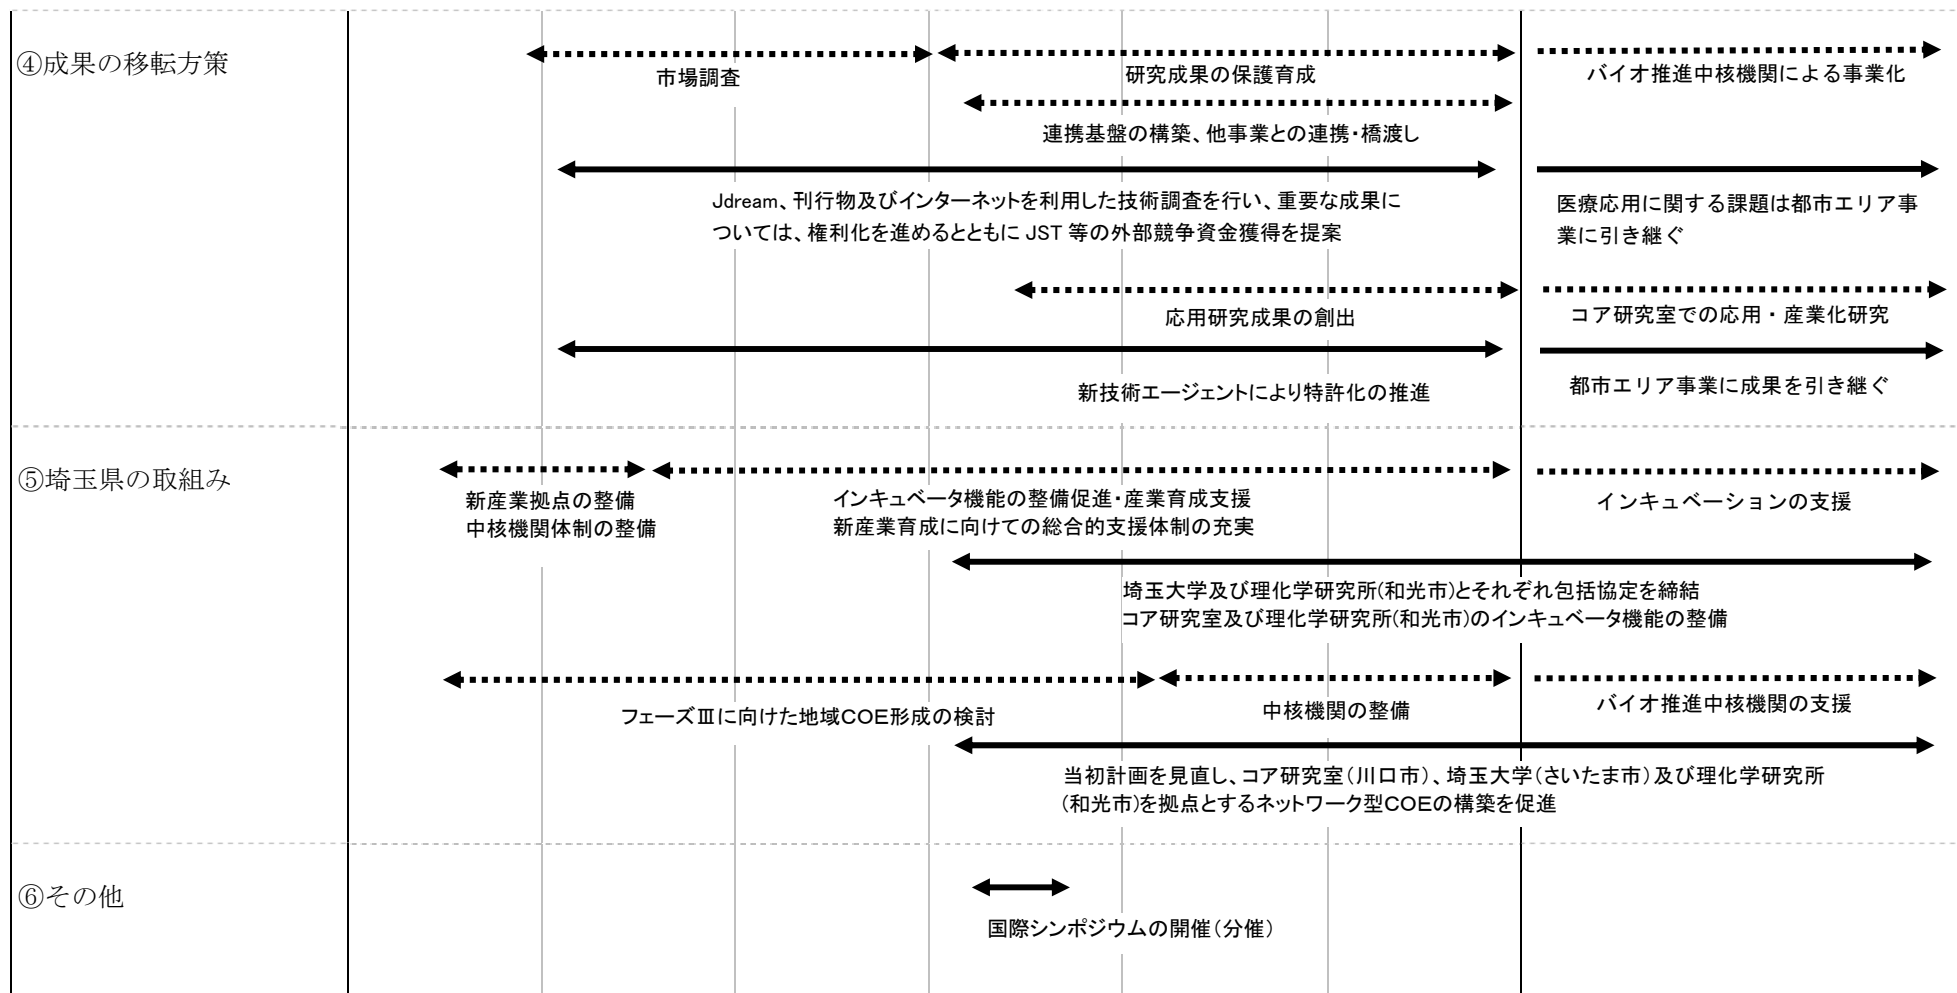 ④成果の移転方策
市場調査
研究成果の保護育成
バイオ推進中核機関による事業化
連携基盤の構築、他事業との連携・橋渡し
Jdream、刊行物及びインターネットを利用した技術調査を行い、重要な成果に
ついては、権利化を進めるとともに JST 等の外部競争資金獲得を提案
医療応用に関する課題は都市エリア事
業に引き継ぐ
応用研究成果の創出
コア研究室での応用・産業化研究
新技術エージェントにより特許化の推進
都市エリア事業に成果を引き継ぐ
⑤埼玉県の取組み
新産業拠点の整備
中核機関体制の整備
インキュベータ機能の整備促進・産業育成支援
新産業育成に向けての総合的支援体制の充実
インキュベーションの支援
埼玉大学及び理化学研究所(和光市)とそれぞれ包括協定を締結
コア研究室及び理化学研究所(和光市)のインキュベータ機能の整備
フェーズⅢに向けた地域COE形成の検討
中核機関の整備
バイオ推進中核機関の支援
当初計画を見直し、コア研究室(川口市)、埼玉大学(さいたま市)及び理化学研究所
(和光市)を拠点とするネットワーク型COEの構築を促進
⑥その他
国際シンポジウムの開催(分催)